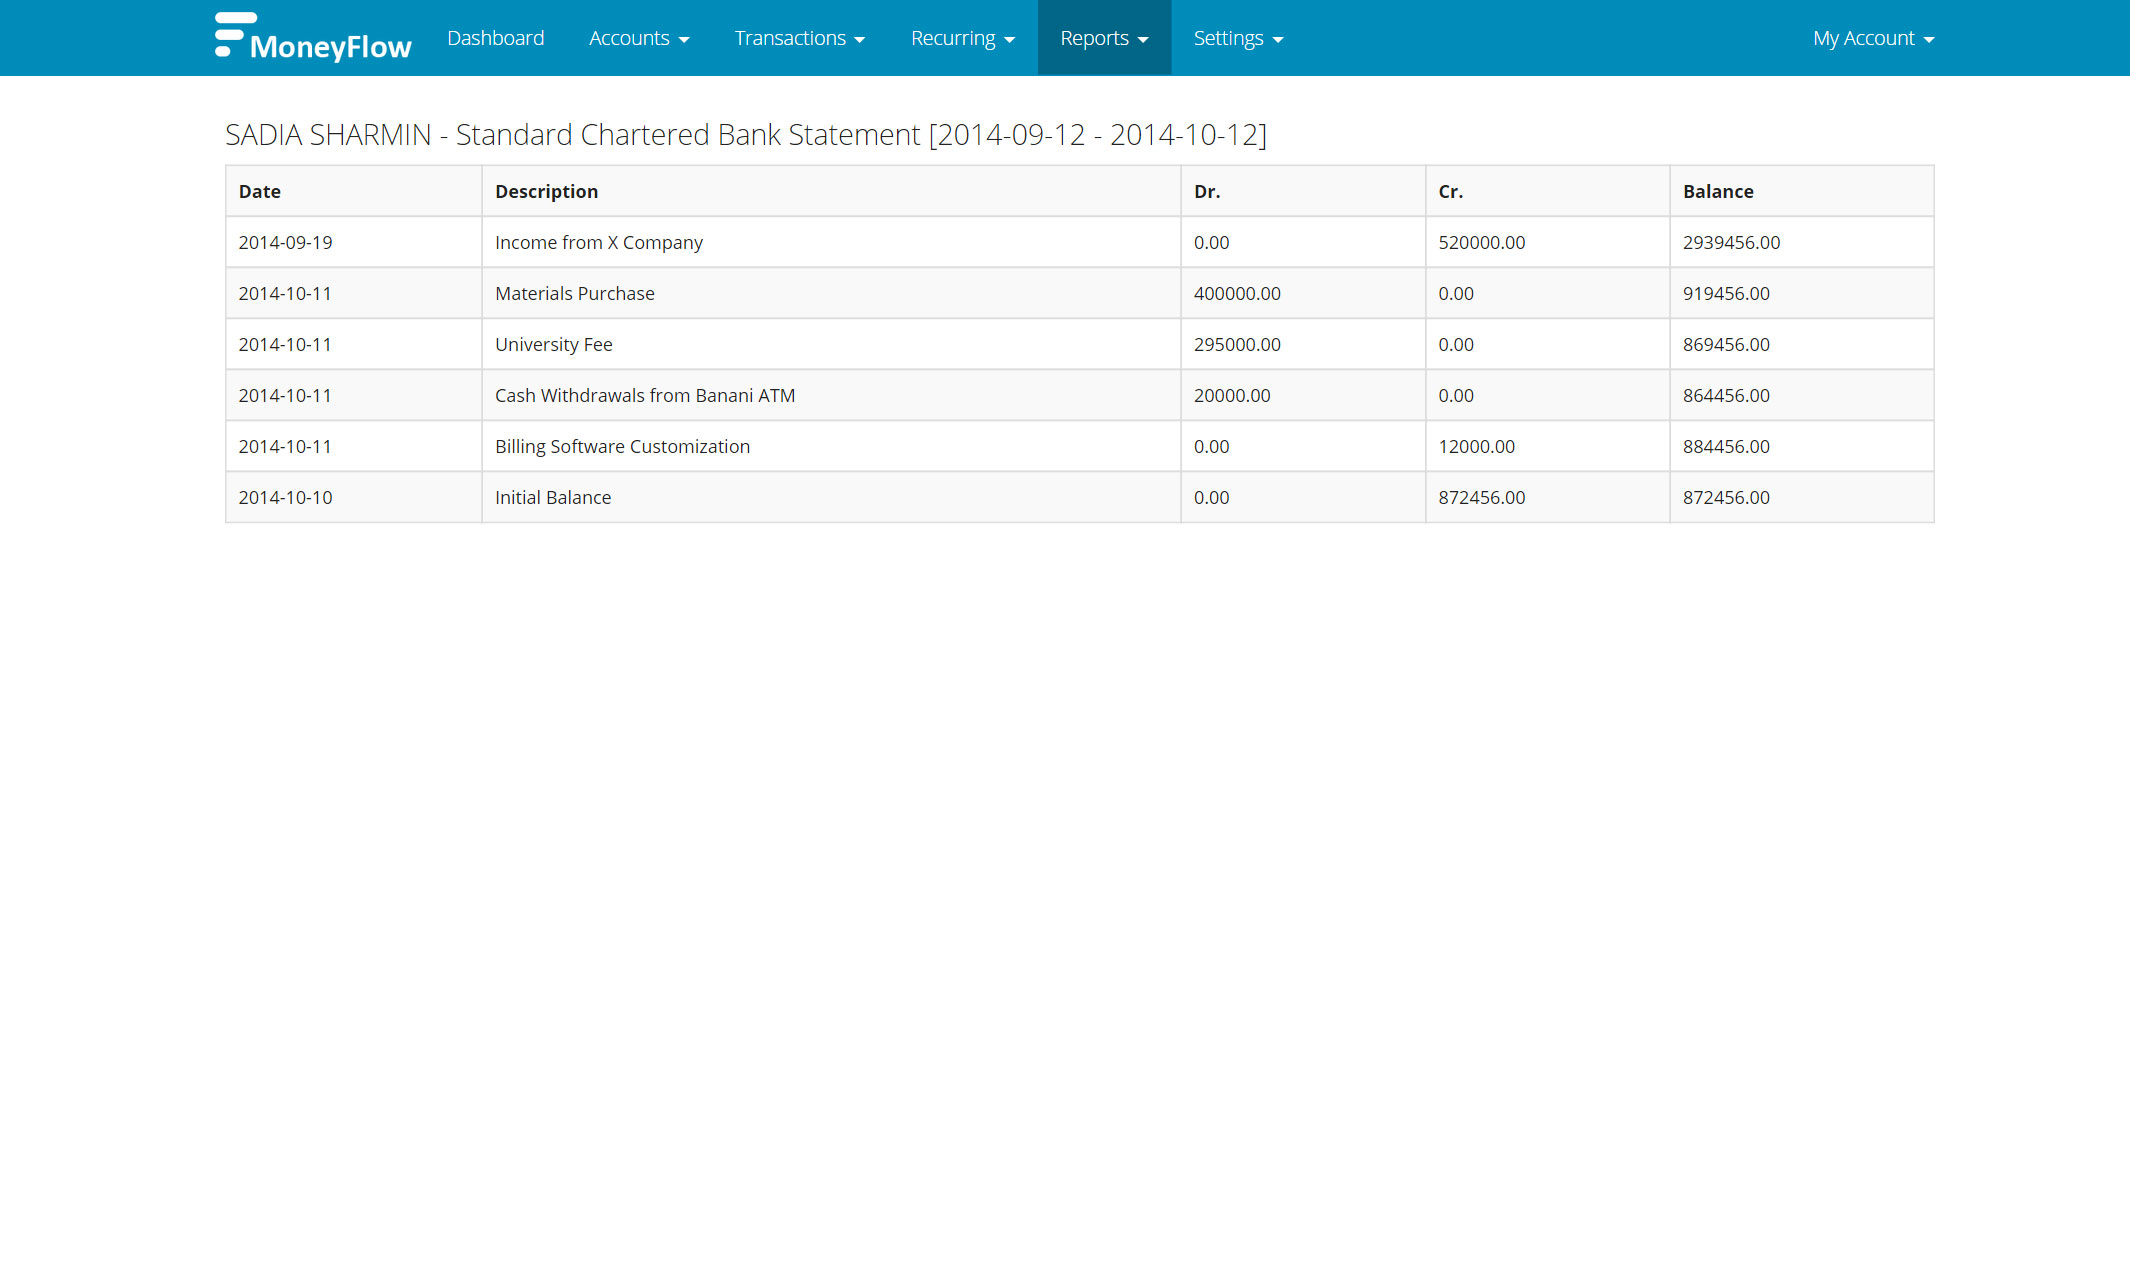 MoneyFlow Dashboard Accounts Transactions Recurring Reports Settings My Account
SADIA SHARMIN - Standard Chartered Bank Statement [2014-09-12 - 2014-10-12]
Date Description Dr. Cr. Balance
2014-09-19 Income from X Company 0.00 520000.00 2939456.00
2014-10-11 Materials Purchase 400000.00 0.00 919456.00
2014-10-11 University Fee 295000.00 0.00 869456.00
2014-10-11 Cash Withdrawals from Banani ATM 20000.00 0.00 864456.00
2014-10-11 Billing Software Customization 0.00 12000.00 884456.00
2014-10-10 Initial Balance 0.00 872456.00 872456.00